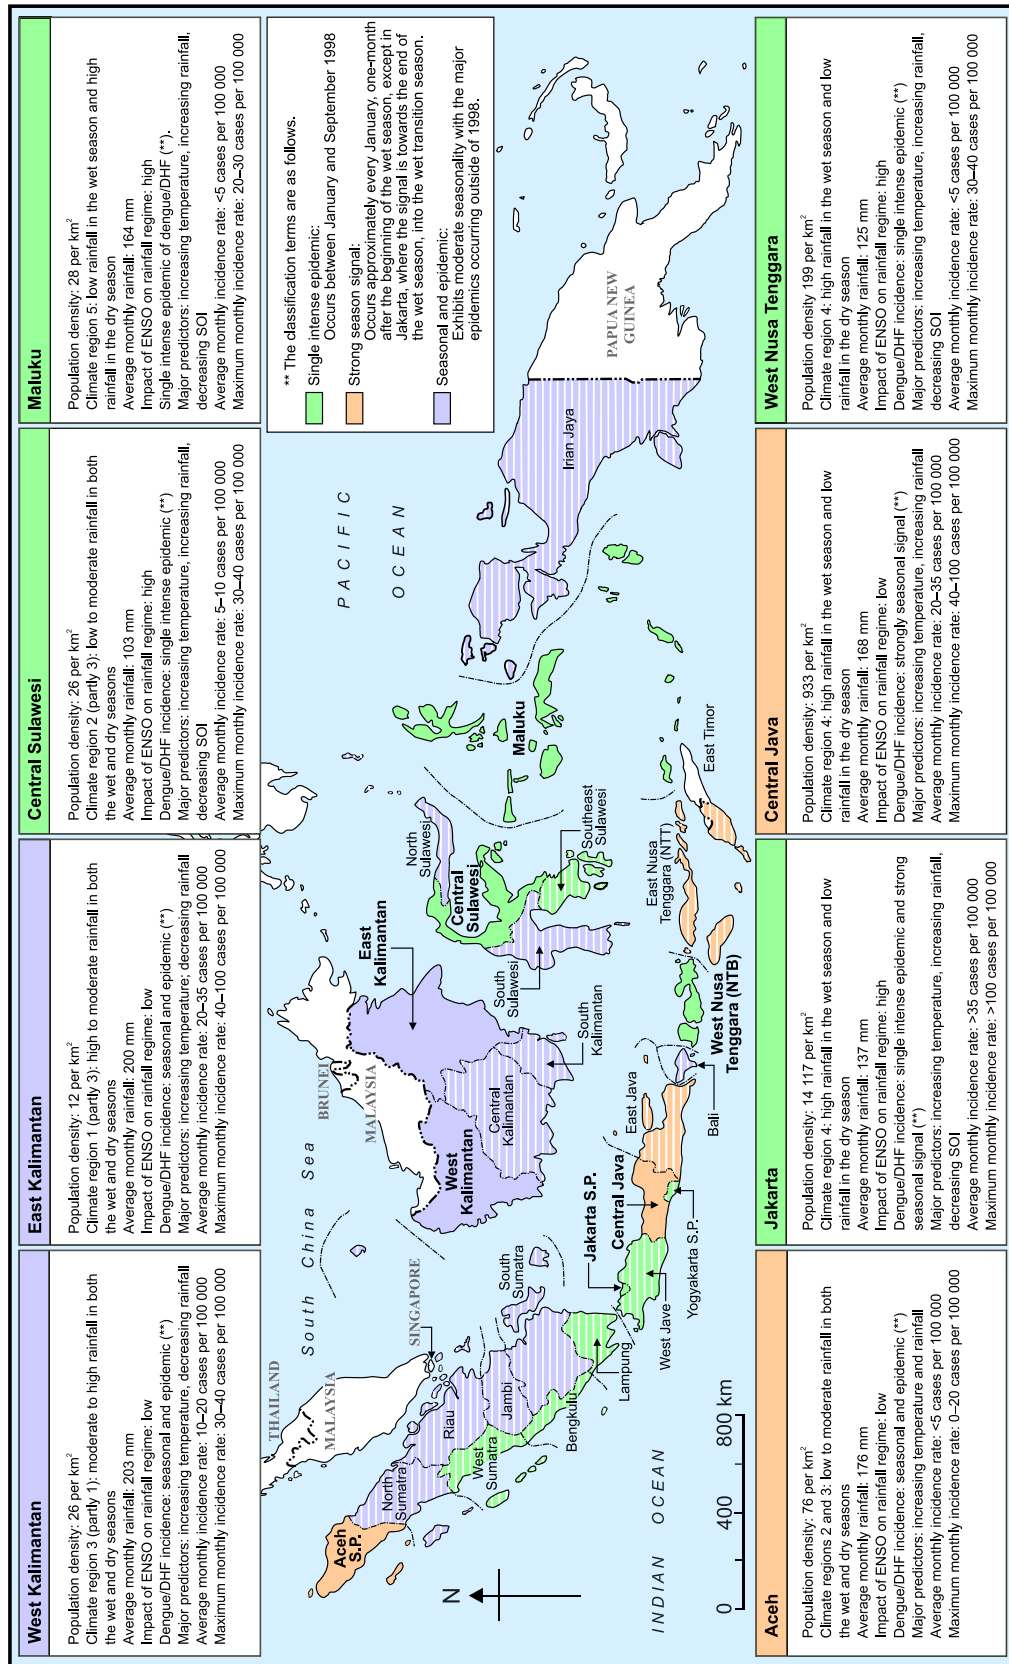 West Kalimantan
Population density: 26 per km²
Climate region 3 (partly 1): moderate to high rainfall in both
the wet and dry seasons
Average monthly rainfall: 203 mm
Impact of ENSO on rainfall regime: low
Dengue/DHF incidence: seasonal and epidemic (**)
Major predictors: increasing temperature, decreasing rainfall
Average monthly incidence rate: 10–20 cases per 100 000
Maximum monthly incidence rate: 30–40 cases per 100 000
East Kalimantan
Population density: 12 per km²
Climate region 1 (partly 3): high to moderate rainfall in both
the wet and dry seasons
Average monthly rainfall: 200 mm
Impact of ENSO on rainfall regime: low
Dengue/DHF incidence: seasonal and epidemic (**)
Major predictors: increasing temperature; decreasing rainfall
Average monthly incidence rate: 20–35 cases per 100 000
Maximum monthly incidence rate: 40–100 cases per 100 000
Central Sulawesi
Population density: 26 per km²
Climate region 2 (partly 3): low to moderate rainfall in both
the wet and dry seasons
Average monthly rainfall: 103 mm
Impact of ENSO on rainfall regime: high
Dengue/DHF incidence: single intense epidemic (**)
Major predictors: increasing temperature, increasing rainfall,
decreasing SOI
Average monthly incidence rate: 5–10 cases per 100 000
Maximum monthly incidence rate: 30–40 cases per 100 000
Maluku
Population density: 28 per km²
Climate region 5: low rainfall in the wet season and high
rainfall in the dry season
Average monthly rainfall: 164 mm
Impact of ENSO on rainfall regime: high
Single intense epidemic of dengue/DHF (**).
Major predictors: increasing temperature, increasing rainfall,
decreasing SOI
Average monthly incidence rate: <5 cases per 100 000
Maximum monthly incidence rate: 20–30 cases per 100 000
** The dassification terms are as follows.
Single intense epidemic:
Occurs between January and September 1998
Strong season signal:
Occurs approximately every January, one-month
after the beginning of the wet season, except in
Jakarta, where the signal is towards the end of
the wet season, into the wet transition season.
Seasonal and epidemic:
Exhibits moderate seasonality with the major
epidemics occurring outside of 1998.
THAILAND
MALAYSIA
SINGAPORE
South China Sea
BRUNEI
MALAYSIA
PACIFIC
OCEAN
PAPUA NEW
GUINEA
Irian Jaya
Maluku
North
Sulawesi
Central
Sulawesi
Southeast
Sulawesi
South
Sulawesi
East
Kalimantan
West
Kalimantan
Central
Kalimantan
South
Kalimantan
Aceh
S.P.
North
Sumatra
Riau
West
Sumatra
Jambi
South
Sumatra
Bengkulu
Lampung
Jakarta S.P.
Central Java
West Jave
Yogyakarta S.P.
East Java
Bali
West Nusa
Tenggara (NTB)
East Nusa
Tenggara (NTT)
East Timor
N
INDIAN OCEAN
0 400 800 km
Aceh
Population density: 76 per km²
Climate regions 2 and 3: low to moderate rainfall in both
the wet and dry seasons
Average monthly rainfall: 176 mm
Impact of ENSO on rainfall regime: low
Dengue/DHF incidence: seasonal and epidemic (**)
Major predictors: increasing temperature and rainfall
Average monthly incidence rate: <5 cases per 100 0000
Maximum monthly incidence rate: 0–20 cases per 100 000
Jakarta
Population density: 14 117 per km²
Climate region 4: high rainfall in the wet season and low
rainfall in the dry season
Average monthly rainfall: 137 mm
Impact of ENSO on rainfall regime: high
Dengue/DHF incidence: single intense epidemic and strong
seasonal signal (**)
Major predictors: increasing temperature, increasing rainfall,
decreasing SOI
Average monthly incidence rate: >35 cases per 100 000
Maximum monthly incidence rate: >100 cases per 100 000
Central Java
Population density: 933 per km²
Climate region 4: high rainfall in the wet season and low
rainfall in the dry season
Average monthly rainfall: 168 mm
Impact of ENSO on rainfall regime: low
Dengue/DHF incidence: strongly seasonal signal (**)
Major predictors: increasing temperature, increasing rainfall
Average monthly incidence rate: 20–35 cases per 100 000
Maximum monthly incidence rate: 40–100 cases per 100 000
West Nusa Tenggara
Population density 199 per km²
Climate region 4: high rainfall in the wet season and low
rainfall in the dry season
Average monthly rainfall: 125 mm
Impact of ENSO on rainfall regime: high
Dengue/DHF incidence: single intense epidemic (**)
Major predictors: increasing temperature, increasing rainfall,
decreasing SOI
Average monthly incidence rate: <5 cases per 100 000
Maximum monthly incidence rate: 30–40 cases per 100 000